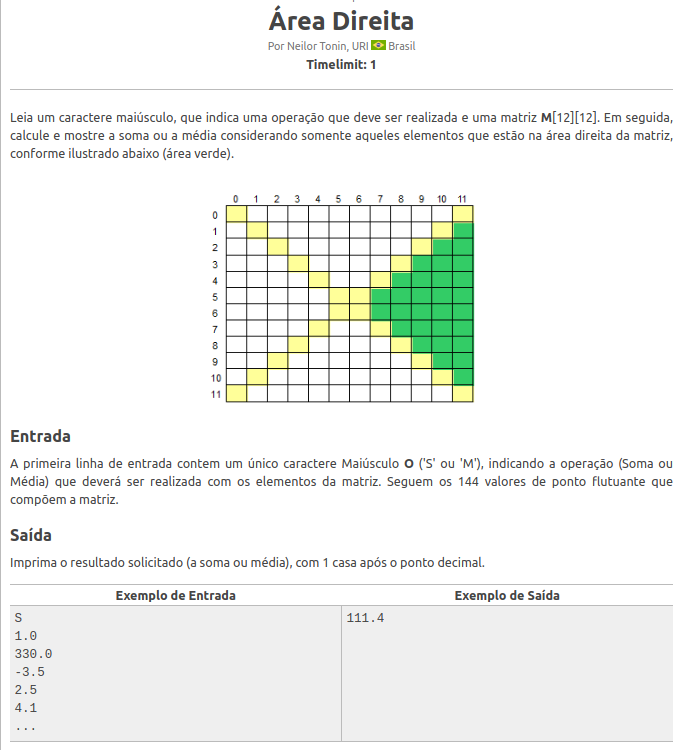 Área Direita
Por Neilor Tonin, URI Brasil
Timelimit: 1
Leia um caractere maiúsculo, que indica uma operação que deve ser realizada e uma matriz M[12][12]. Em seguida,
calcule e mostre a soma ou a média considerando somente aqueles elementos que estão na área direita da matriz,
conforme ilustrado abaixo (área verde).
0 1 2 3 4 5 6 7 8 9 10 11
0
1
2
3
4
5
6
7
8
9
10
11
Entrada
A primeira linha de entrada contem um único caractere Maiúsculo O ('S' ou 'M'), indicando a operação (Soma ou
Média) que deverá ser realizada com os elementos da matriz. Seguem os 144 valores de ponto flutuante que
compõem a matriz.
Saída
Imprima o resultado solicitado (a soma ou média), com 1 casa após o ponto decimal.
Exemplo de Entrada Exemplo de Saída
S 111.4
1.0
330.0
-3.5
2.5
4.1
...